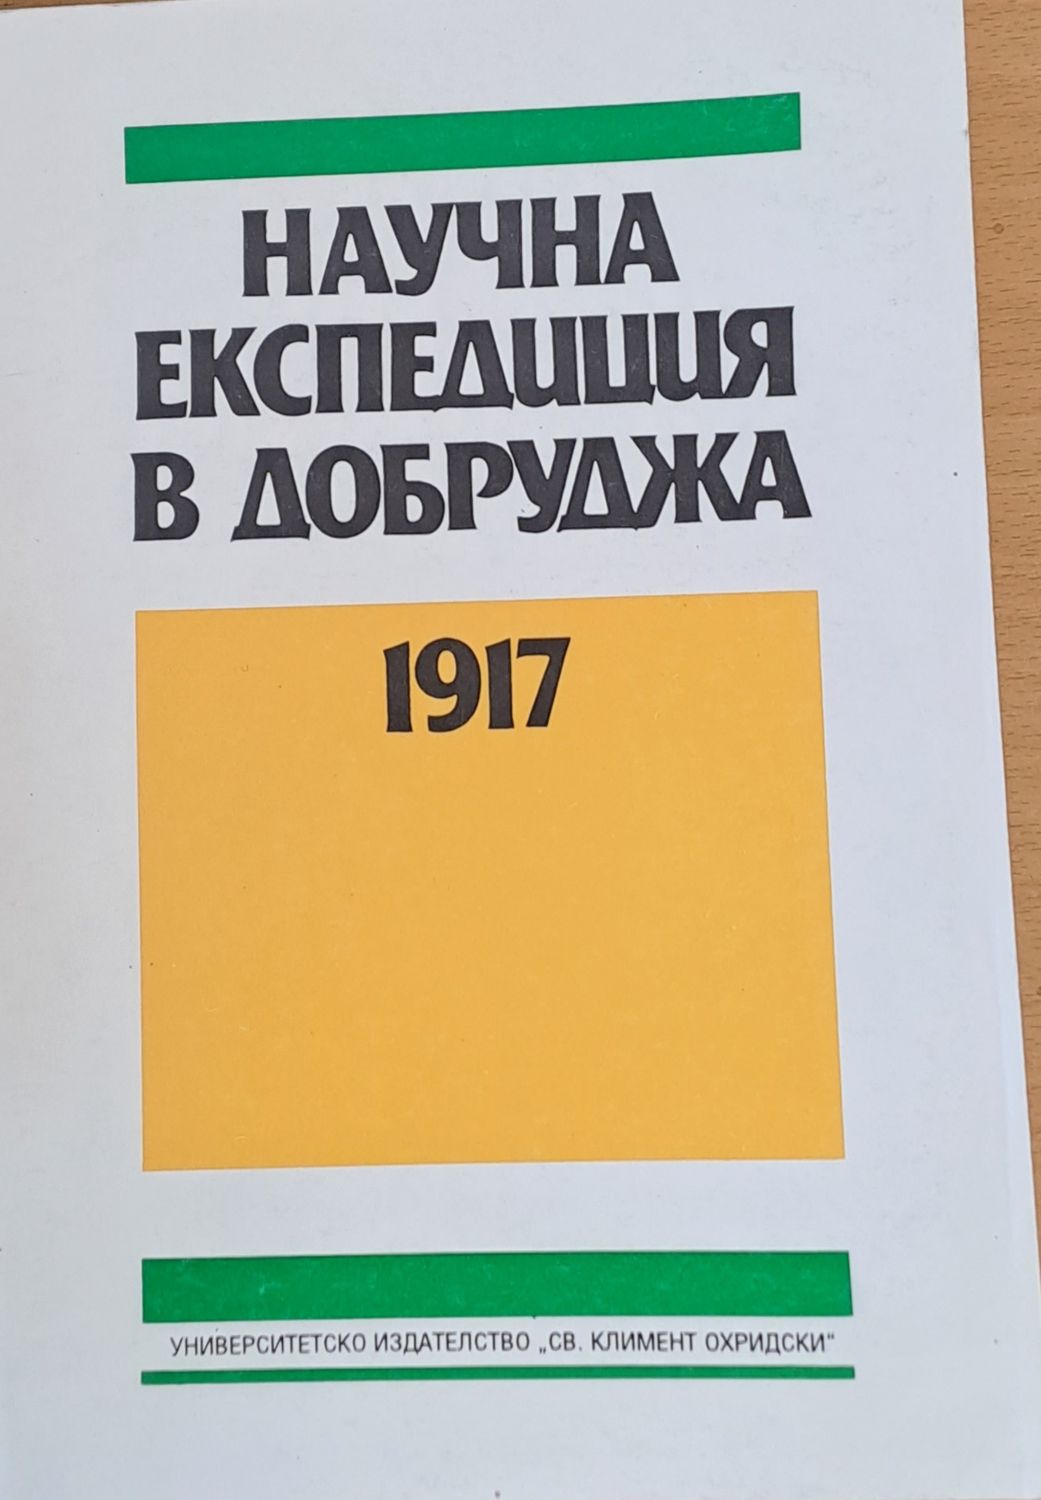 НАУЧНА
ЕКСПЕДИЦИЯ
В ДОБРУДЖА
1917
УНИВЕРСИТЕТСКО ИЗДАТЕЛСТВО „СВ. КЛИМЕНТ ОХРИДСКИ“